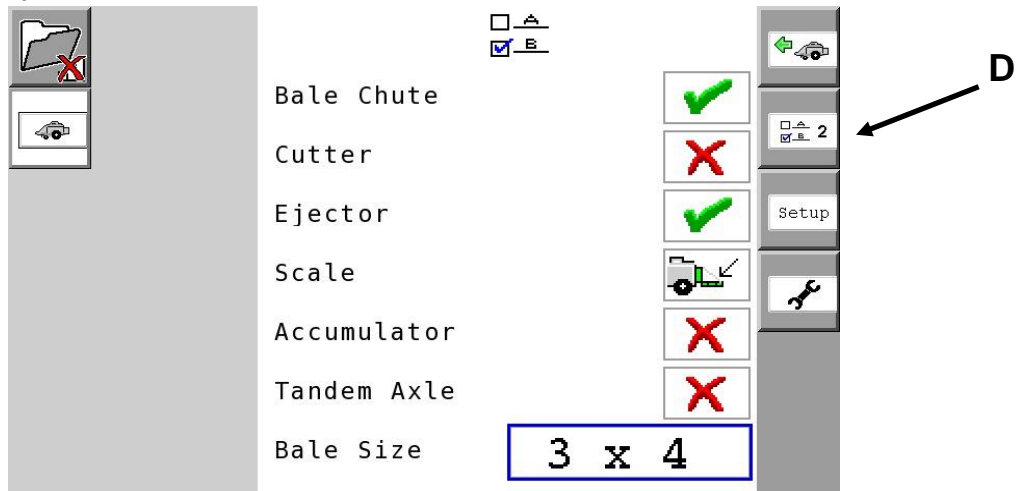 A
B
D
Bale Chute
2
A
B
Cutter
Ejector
Setup
Scale
Accumulator
Tandem Axle
Bale Size
3 x 4